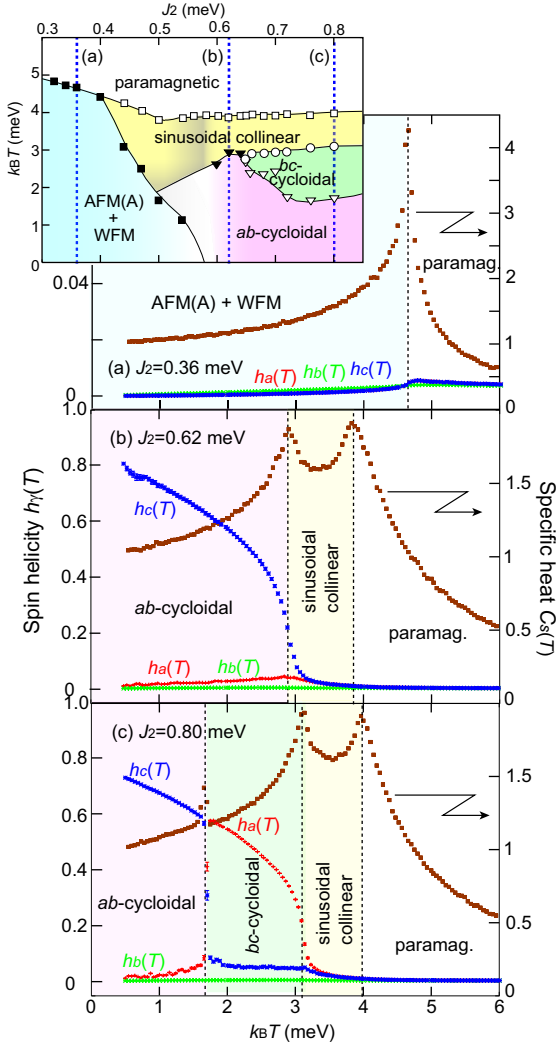 J2 (meV)
0.3 0.4 0.5 0.6 0.7 0.8
(a) (b) (c)
5
4
3
2
1
0
kBT (meV)
paramagnetic
sinusoidal collinear
bc-
cycloidal
AFM(A)
+
WFM
ab-cycloidal
4
3
2
1
0
paramag.
0.04
0
AFM(A) + WFM
(a) J2=0.36 meV
ha(T) hb(T) hc(T)
1.0
0.8
0.6
0.4
0.2
0
(b) J2=0.62 meV
hc(T)
ab-cycloidal
ha(T) hb(T)
sinusoidal
collinear
paramag.
1.5
1
0.5
0
Spin helicity hγ(T)
Specific heat Cs(T)
1.0
0.8
0.6
0.4
0.2
0
(c) J2=0.80 meV
hc(T)
ha(T)
ab-cycloidal
hb(T)
bc-cycloidal
sinusoidal
collinear
paramag.
1.5
1
0.5
0
0 1 2 3 4 5 6
kBT (meV)